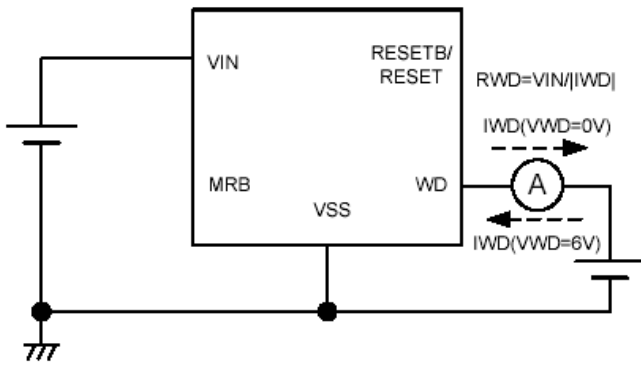 VIN
RESETB/
RESET
RWD=VIN/|IWD|
IWD(VWD=0V)
MRB
WD
A
VSS
IWD(VWD=6V)